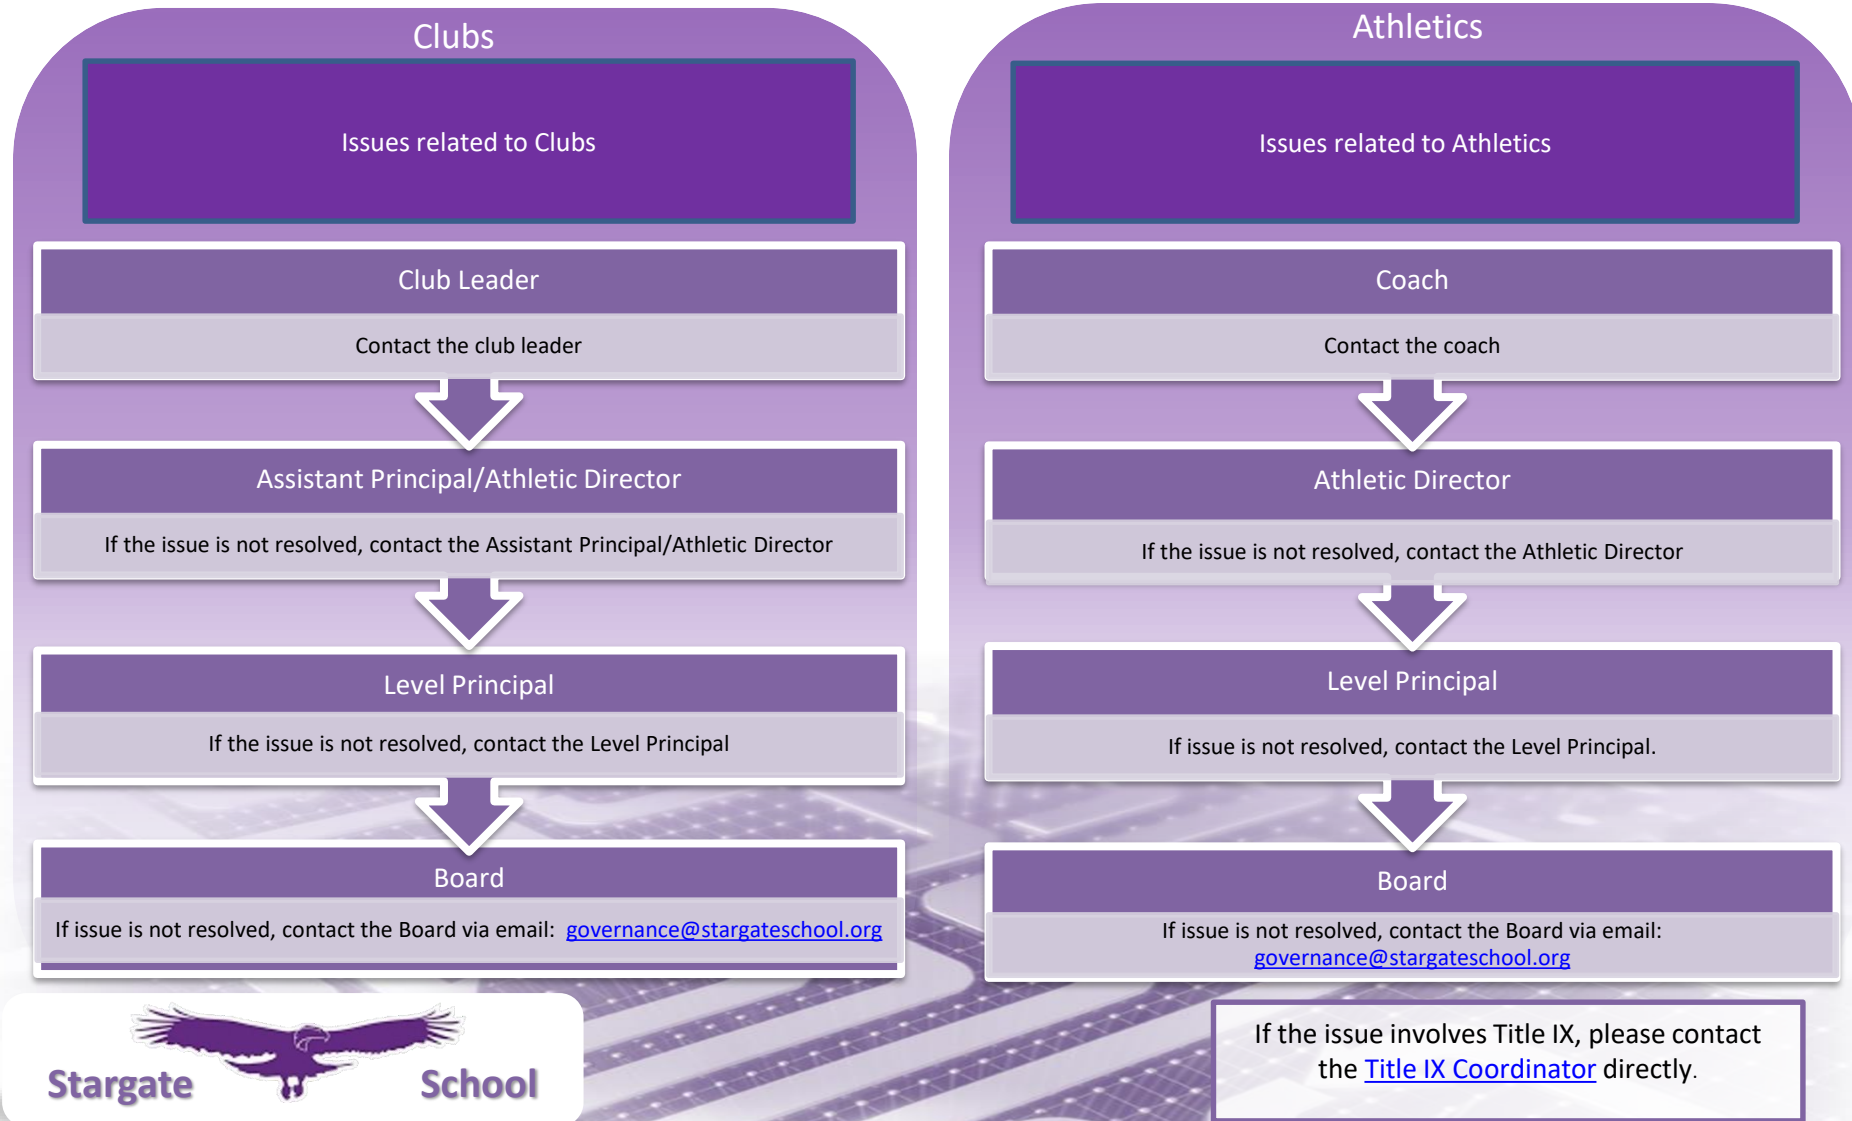 Clubs
Issues related to Clubs
Club Leader
Contact the club leader
Assistant Principal/Athletic Director
If the issue is not resolved, contact the Assistant Principal/Athletic Director
Level Principal
If the issue is not resolved, contact the Level Principal
Board
If issue is not resolved, contact the Board via email: governance@stargateschool.org
Athletics
Issues related to Athletics
Coach
Contact the coach
Athletic Director
If the issue is not resolved, contact the Athletic Director
Level Principal
If issue is not resolved, contact the Level Principal.
Board
If issue is not resolved, contact the Board via email:
governance@stargateschool.org
Stargate School
If the issue involves Title IX, please contact
the Title IX Coordinator directly.